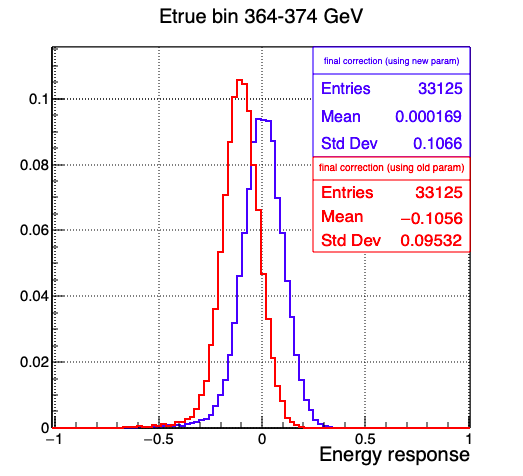 Etrue bin 364-374 GeV
final correction (using new param)
Entries 33125
Mean 0.000169
Std Dev 0.1066
final correction (using old param)
Entries 33125
Mean −0.1056
Std Dev 0.09532
0.1
0.08
0.06
0.04
0.02
0
−1 −0.5 0 0.5 1
Energy response